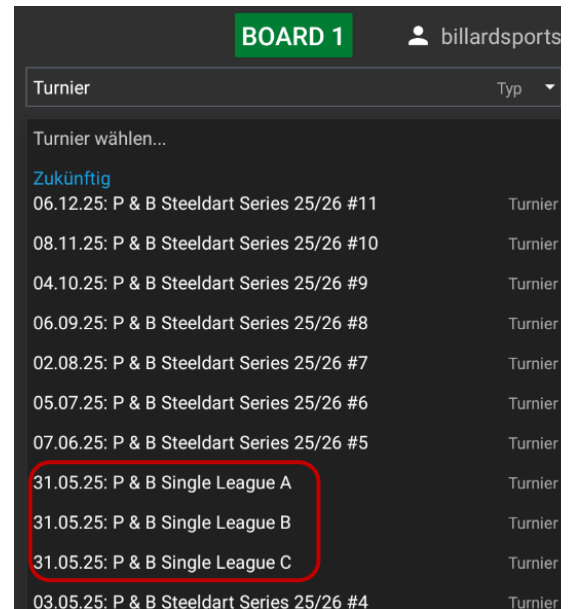 BOARD 1 billardsports
Turnier Typ
Turnier wählen...
Zukünftig
06.12.25: P & B Steeldart Series 25/26 #11 Turnier
08.11.25: P & B Steeldart Series 25/26 #10 Turnier
04.10.25: P & B Steeldart Series 25/26 #9 Turnier
06.09.25: P & B Steeldart Series 25/26 #8 Turnier
02.08.25: P & B Steeldart Series 25/26 #7 Turnier
05.07.25: P & B Steeldart Series 25/26 #6 Turnier
07.06.25: P & B Steeldart Series 25/26 #5 Turnier
31.05.25: P & B Single League A Turnier
31.05.25: P & B Single League B Turnier
31.05.25: P & B Single League C Turnier
03.05.25: P & B Steeldart Series 25/26 #4 Turnier